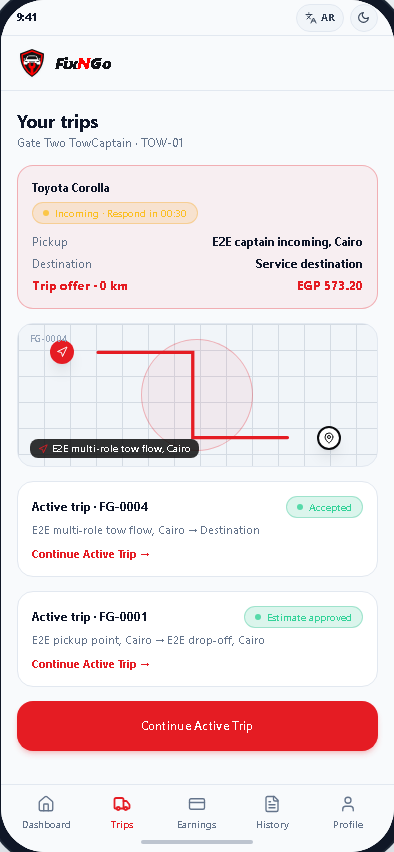 9:41
AR
FixNGo
Your trips
Gate Two TowCaptain · TOW-01
Toyota Corolla
Incoming · Respond in 00:30
Pickup E2E captain incoming, Cairo
Destination Service destination
Trip offer · 0 km EGP 573.20
FG-0004
E2E multi-role tow flow, Cairo
Active trip · FG-0004 Accepted
E2E multi-role tow flow, Cairo → Destination
Continue Active Trip →
Active trip · FG-0001 Estimate approved
E2E pickup point, Cairo → E2E drop-off, Cairo
Continue Active Trip →
Continue Active Trip
Dashboard Trips Earnings History Profile